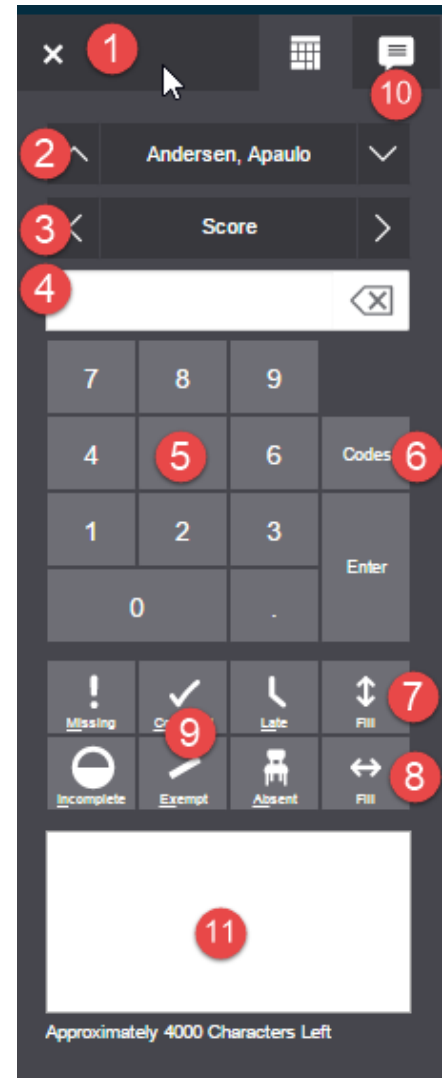 1
10
2 Andersen, Apaulo
3 Score
4
7 8 9
4 5 6 Codes 6
1 2 3
Enter
0 .
7
Missing Late Fill
9
8
Incomplete Exempt Absent Fill
11
Approximately 4000 Characters Left